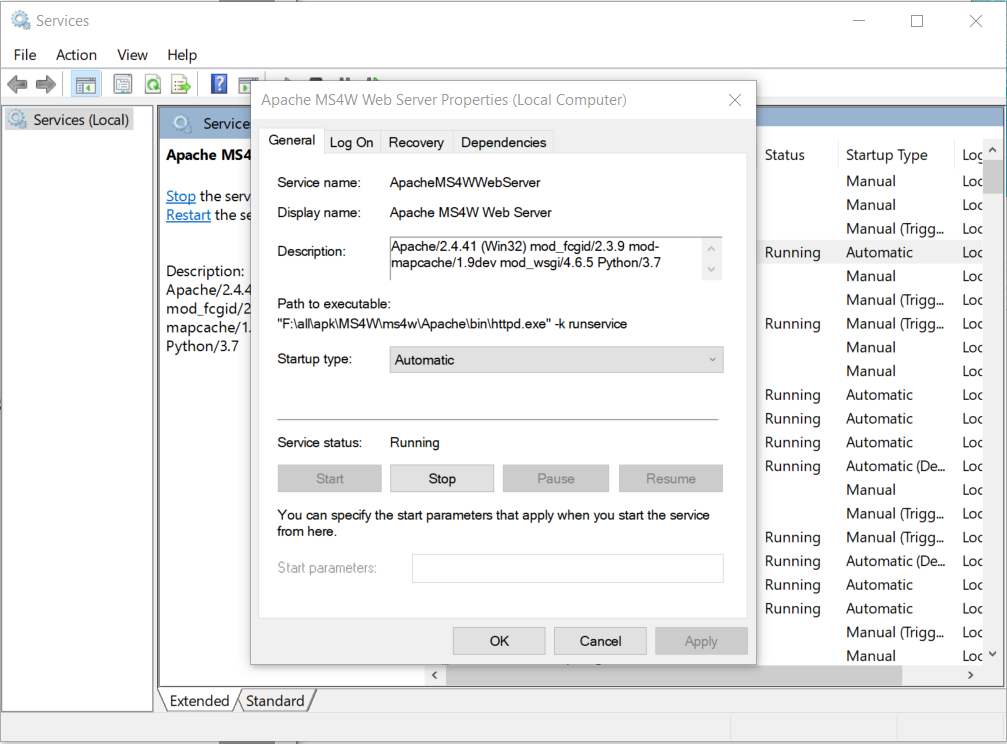 Services
File Action View Help
Services (Local)
Service
Apache MS4
Stop the serv
Restart the se
Description:
Apache/2.4.4
mod_fcgid/2
mapcache/1.
Python/3.7
Apache MS4W Web Server Properties (Local Computer)
General Log On Recovery Dependencies
Service name: ApacheMS4WWebServer
Display name: Apache MS4W Web Server
Description: Apache/2.4.41 (Win32) mod_fcgid/2.3.9 mod-
mapcache/1.9dev mod_wsgi/4.6.5 Python/3.7
Path to executable:
"F:\all\apk\MS4W\ms4w\Apache\bin\httpd.exe" -k runservice
Startup type: Automatic
Service status: Running
Start Stop Pause Resume
You can specify the start parameters that apply when you start the service
from here.
Start parameters:
OK Cancel Apply
Status Startup Type Log
Manual Loc
Manual Loc
Manual (Trigg... Loc
Running Automatic Loc
Manual Loc
Manual (Trigg... Loc
Running Manual (Trigg... Loc
Manual Loc
Manual Loc
Running Automatic Loc
Running Automatic Loc
Running Automatic Loc
Running Automatic (De... Loc
Manual Loc
Manual (Trigg... Loc
Running Manual (Trigg... Loc
Running Automatic (De... Loc
Running Automatic Loc
Running Automatic Loc
Manual (Trigg... Loc
Manual Loc
Extended Standard